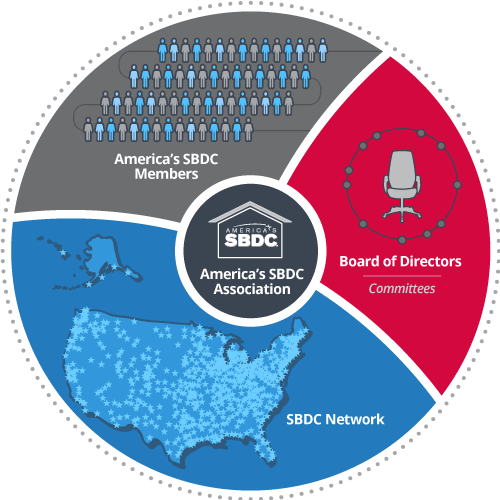 America's SBDC
Members
AMERICA'S
SBDC
America's SBDC
Association
Board of Directors
Committees
SBDC Network